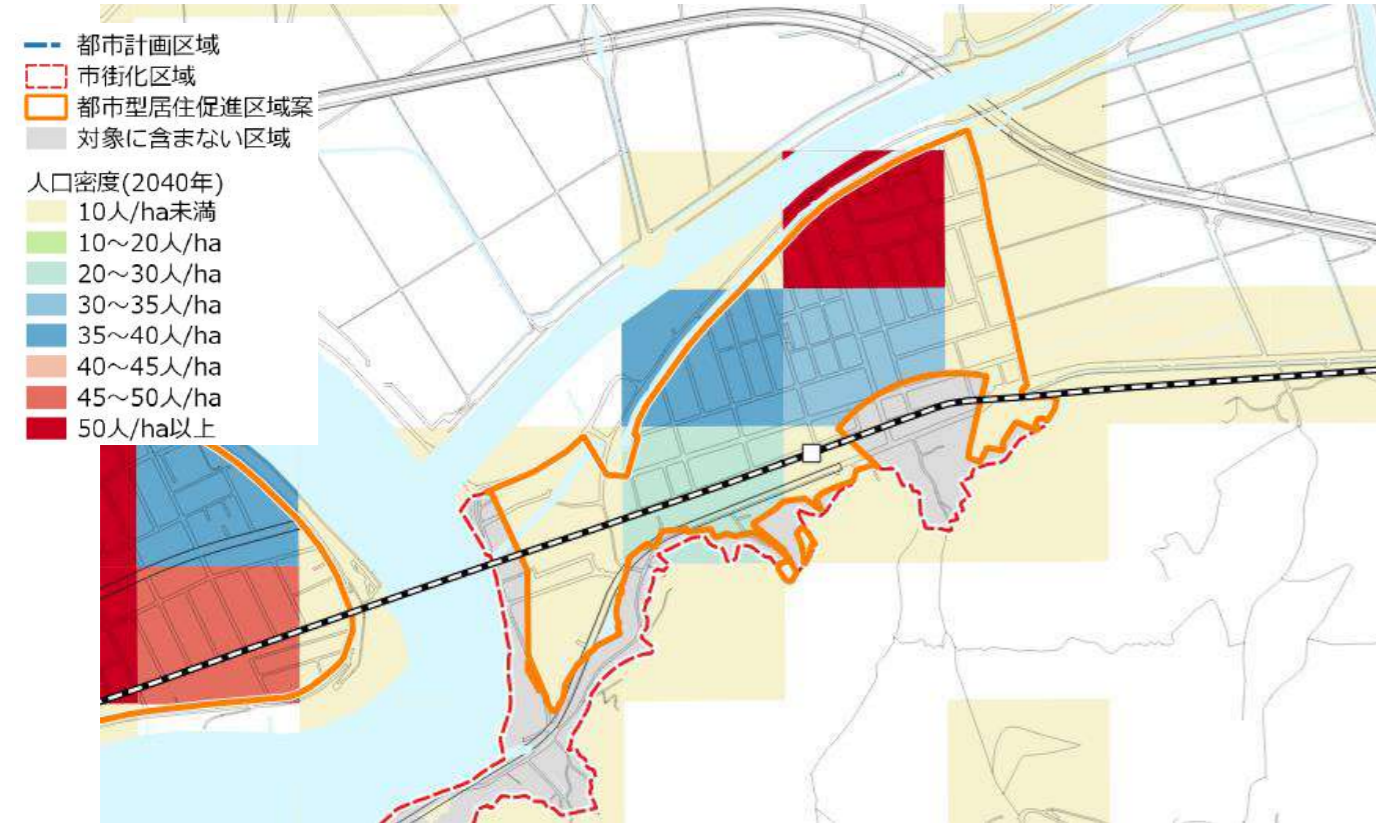 都市計画区域
市街化区域
都市型居住促進区域案
対象に含まない区域
人口密度(2040年)
10人/ha未満
10～20人/ha
20～30人/ha
30～35人/ha
35～40人/ha
40～45人/ha
45～50人/ha
50人/ha以上